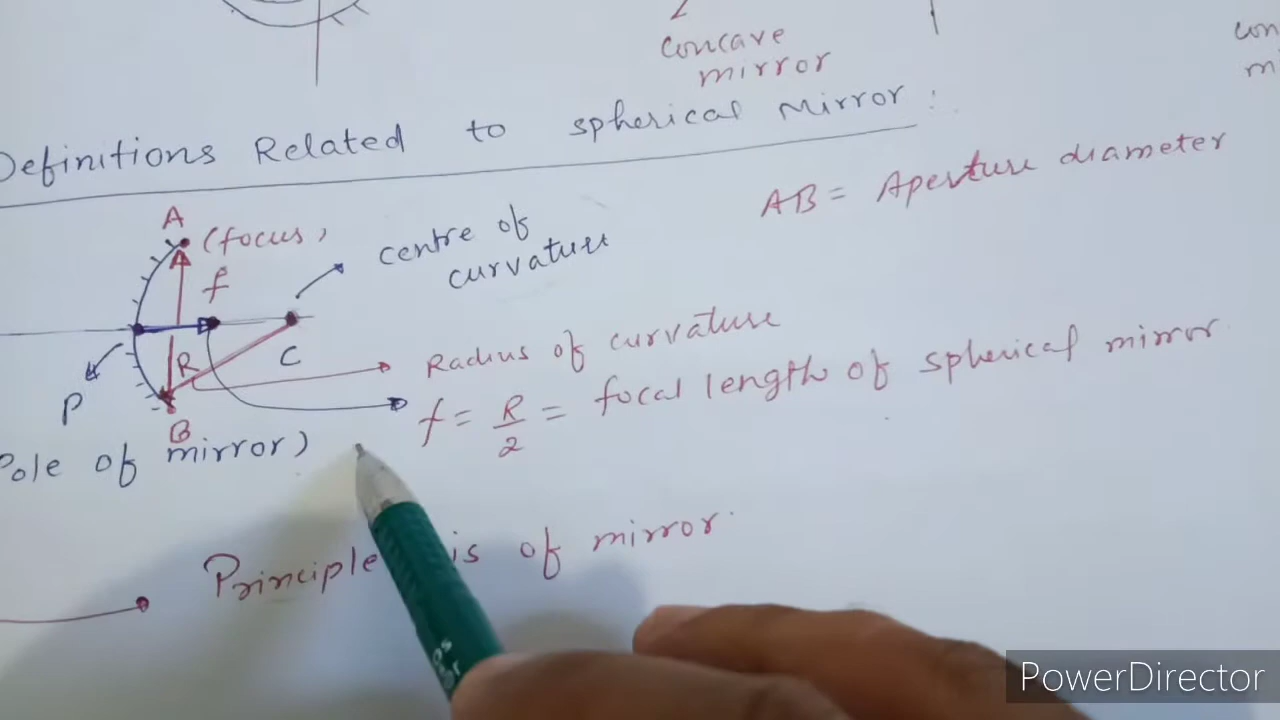 concave
mirror
Definitions Related to spherical Mirror :
AB = Aperture diameter
A
(focus,
f
centre of
curvature
R
C
P
B
Radius of curvature
f = R/2 = focal length of spherical mirror
Pole of mirror)
Principle is of mirror.
PowerDirector